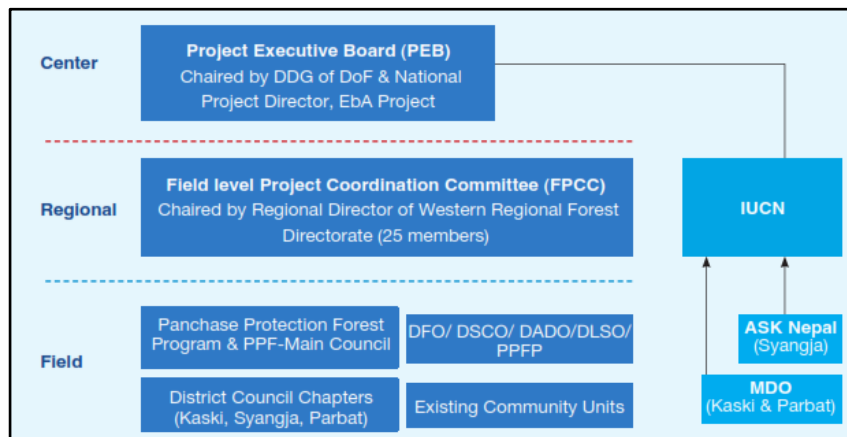 Center
Project Executive Board (PEB)
Chaired by DDG of DoF & National
Project Director, EbA Project
Regional
Field level Project Coordination Committee (FPCC)
Chaired by Regional Director of Western Regional Forest
Directorate (25 members)
IUCN
Field
Panchase Protection Forest
Program & PPF-Main Council
DFO/ DSCO/ DADO/DLSO/
PPFP
District Council Chapters
(Kaski, Syangja, Parbat)
Existing Community Units
ASK Nepal
(Syangja)
MDO
(Kaski & Parbat)